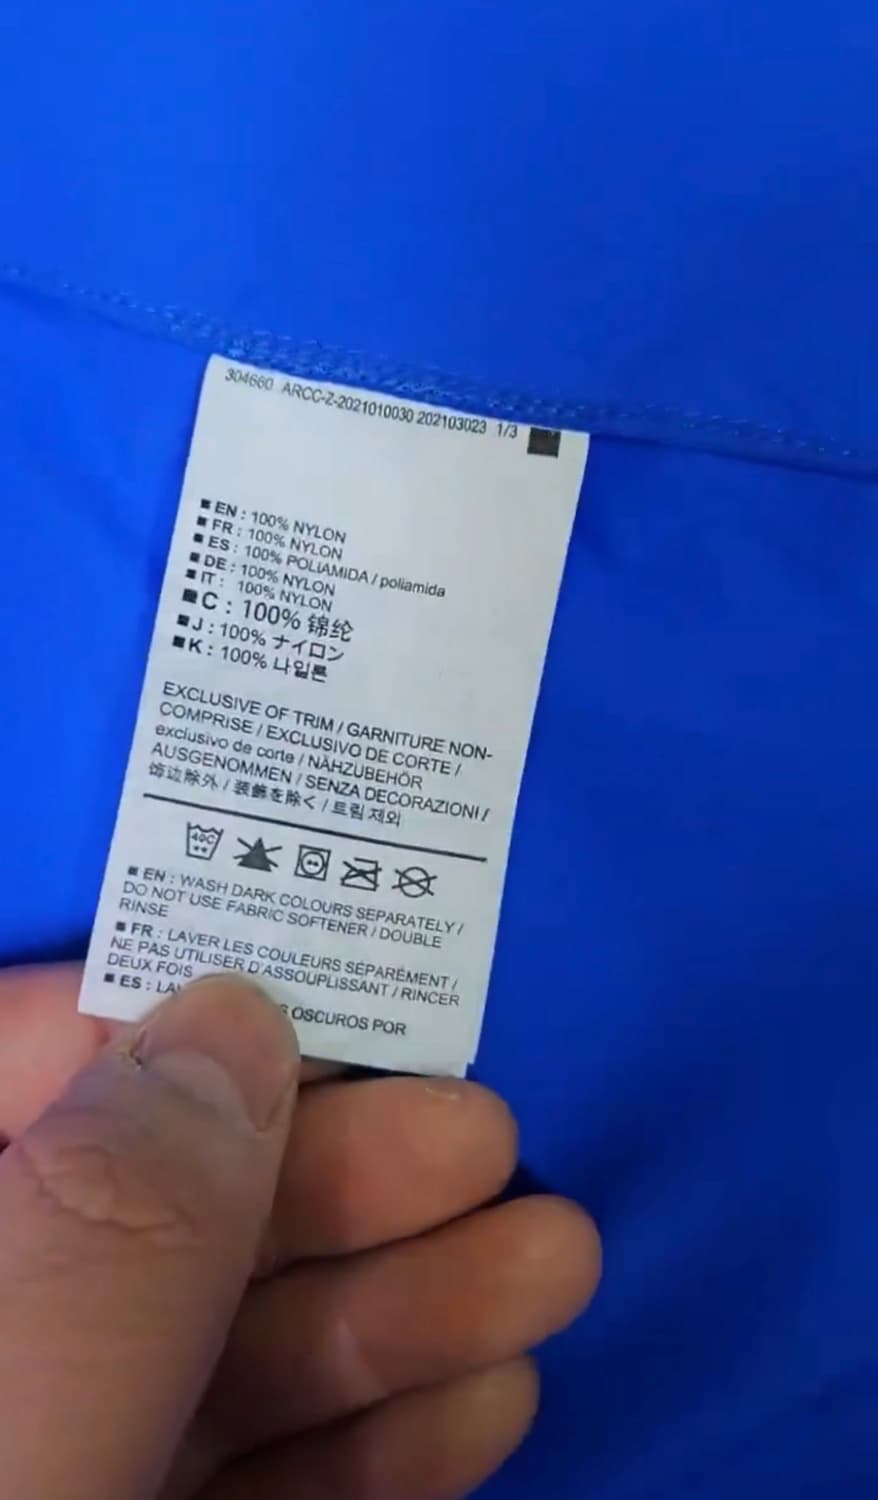 304660 ARCC-Z-2021010030 202103023 1/3
EN : 100% NYLON
FR : 100% NYLON
ES : 100% POLIAMIDA / poliamida
DE : 100% NYLON
IT : 100% NYLON
C : 100% 锦纶
J : 100% ナイロン
K : 100% 나일론
EXCLUSIVE OF TRIM / GARNITURE NON-
COMPRISE / EXCLUSIVO DE CORTE /
exclusivo de corte / NÄHZUBEHÖR
AUSGENOMMEN / SENZA DECORAZIONI /
饰边除外 / 装飾を除く / 트림 제외
40C
EN : WASH DARK COLOURS SEPARATELY /
DO NOT USE FABRIC SOFTENER / DOUBLE
RINSE
FR : LAVER LES COULEURS SÉPARÉMENT /
NE PAS UTILISER D'ASSOUPLISSANT / RINCER
DEUX FOIS
ES : OSCUROS POR